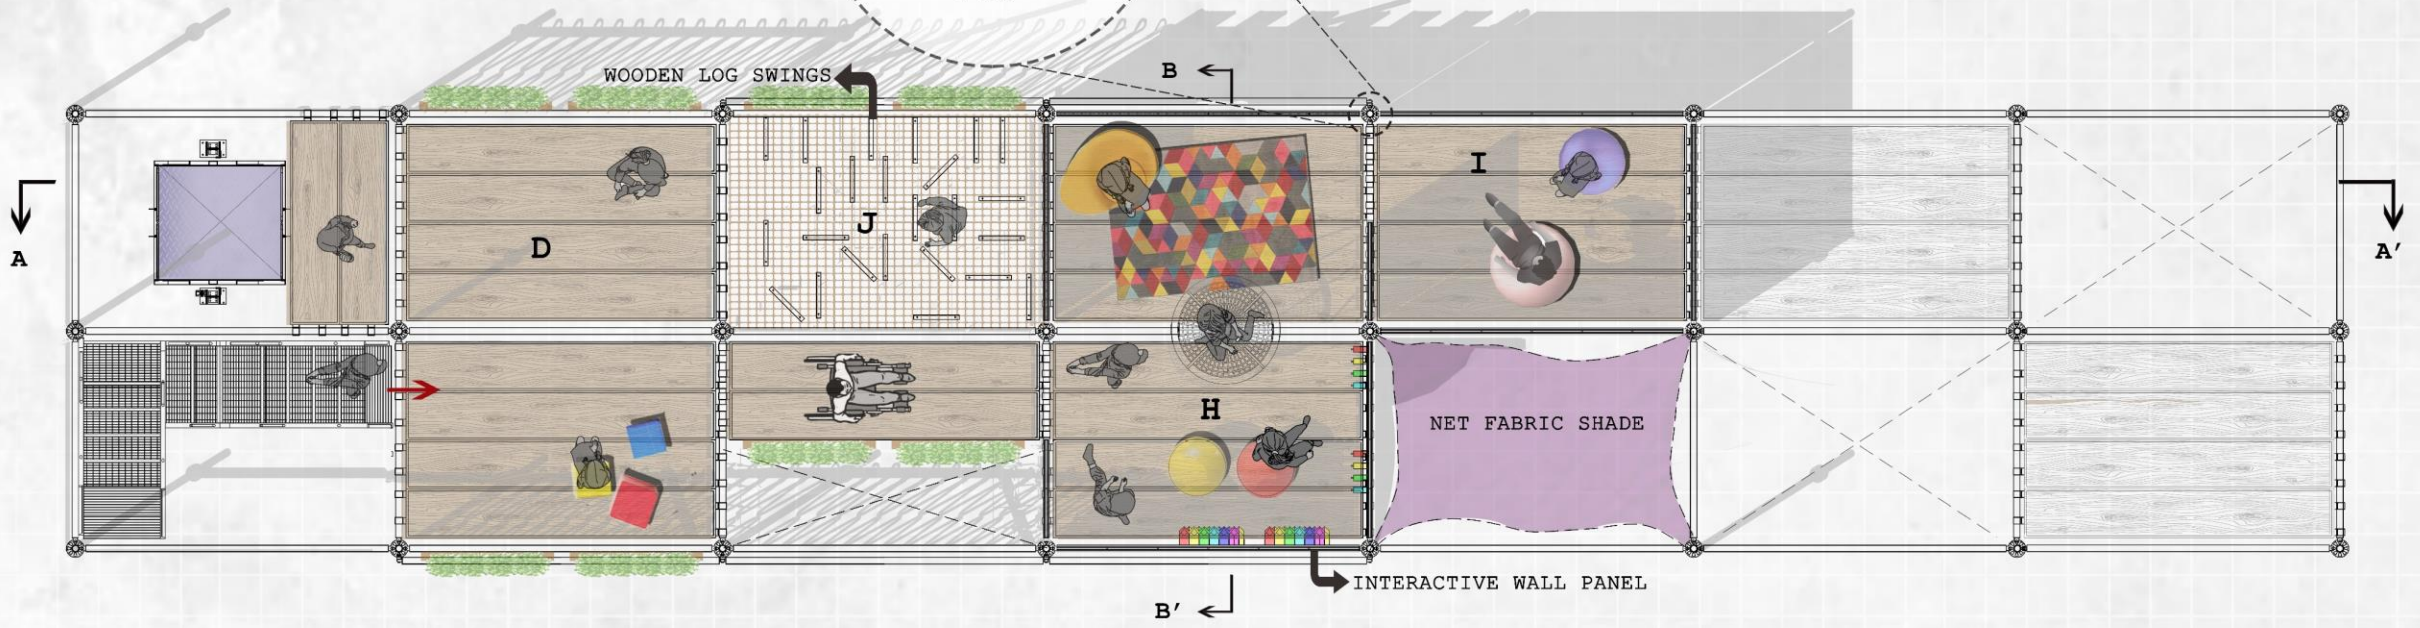 WOODEN LOG SWINGS
B
A
D
J
I
A'
H
NET FABRIC SHADE
INTERACTIVE WALL PANEL
B'